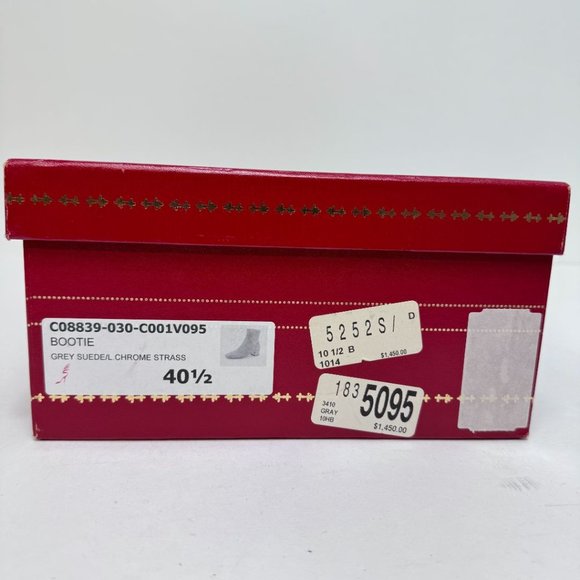 C08839-030-C001V095
BOOTIE
GREY SUEDE/L.CHROME STRASS
40½
5252S/ D
10 1/2 B
$1,450.00
1014
183 5095
3410
GRAY
10HB
$1,450.00